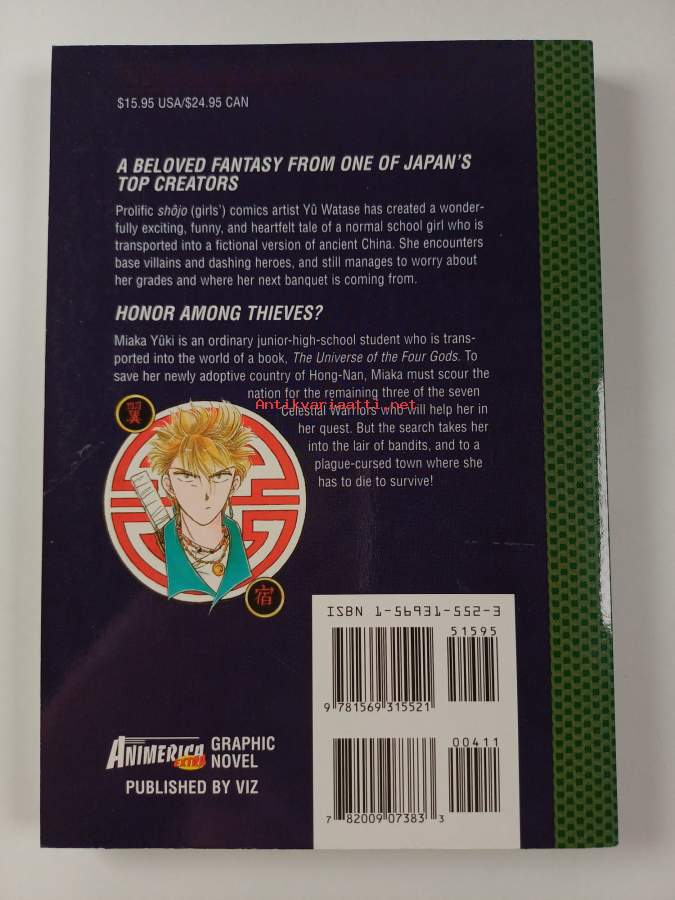 $15.95 USA/$24.95 CAN
A BELOVED FANTASY FROM ONE OF JAPAN'S
TOP CREATORS
Prolific shôjo (girls') comics artist Yû Watase has created a wonder-
fully exciting, funny, and heartfelt tale of a normal school girl who is
transported into a fictional version of ancient China. She encounters
base villains and dashing heroes, and still manages to worry about
her grades and where her next banquet is coming from.
HONOR AMONG THIEVES?
Miaka Yûki is an ordinary junior-high-school student who is trans-
ported into the world of a book, The Universe of the Four Gods. To
save her newly adoptive country of Hong-Nan, Miaka must scour the
nation for the remaining three of the seven
Antikvariaatti.net
Celestial Warriors who will help her in
her quest. But the search takes her
into the lair of bandits, and to a
plague-cursed town where she
has to die to survive!
翼
宿
ISBN 1-56931-552-3
51595
9 781569 315521
00411
7 82009 07383 3
ANIMERICA EXTRA
GRAPHIC
NOVEL
PUBLISHED BY VIZ